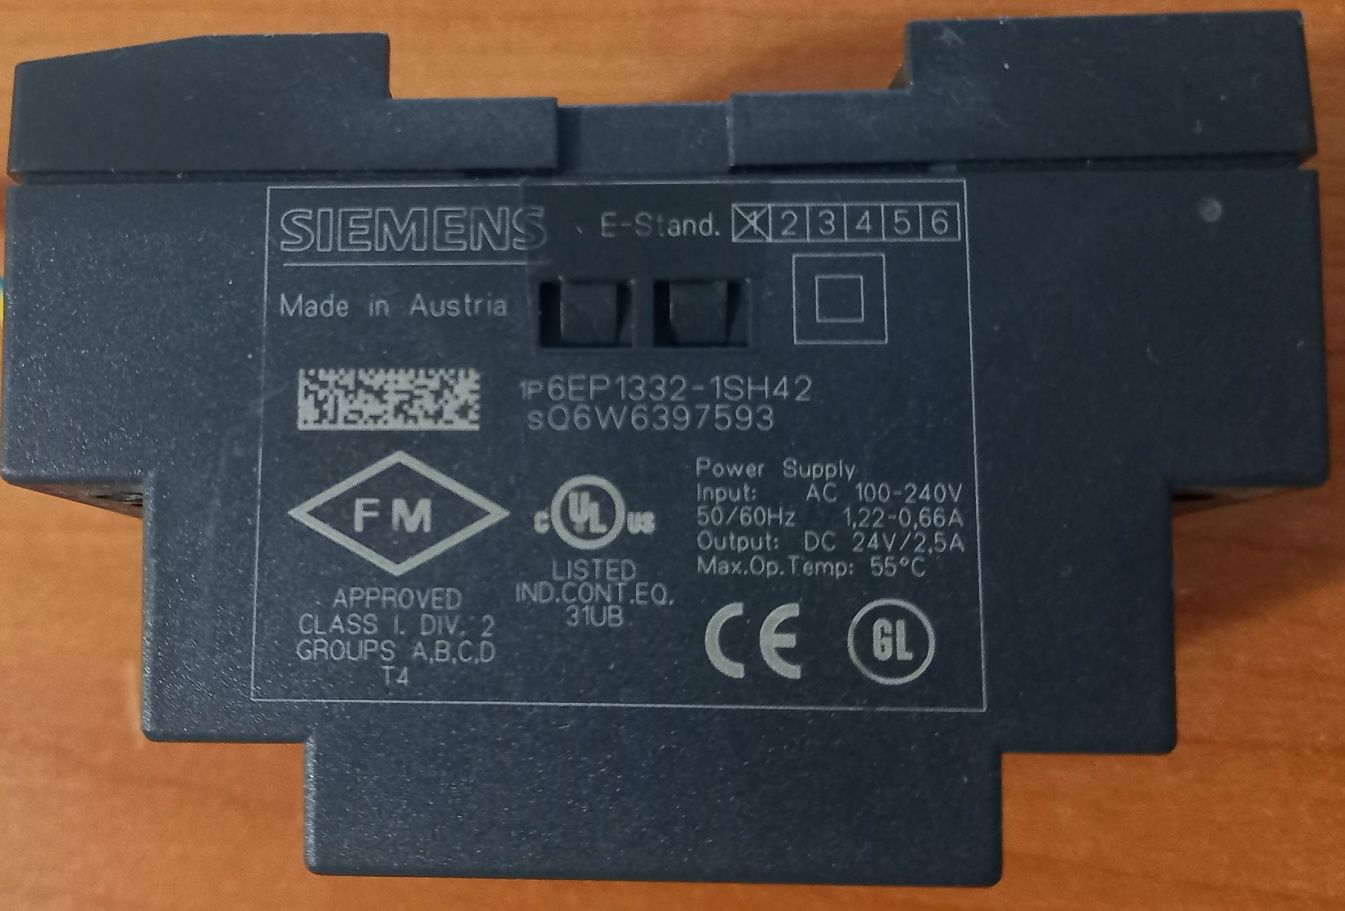 SIEMENS
E-Stand. 1 2 3 4 5 6
Made in Austria
1P6EP1332-1SH42
SQ6W6397593
FM
APPROVED
CLASS I. DIV. 2
GROUPS A,B,C,D
T4
C UL US
LISTED
IND.CONT.EQ.
31UB
Power Supply
Input: AC 100-240V
50/60Hz 1,22-0,66A
Output: DC 24V/2,5A
Max.Op.Temp: 55°C
CE GL